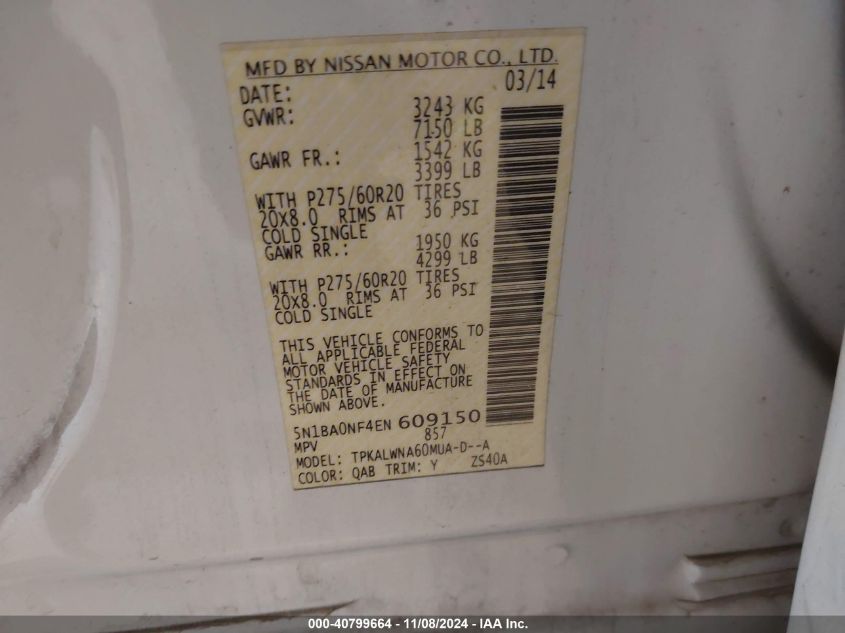 MFD BY NISSAN MOTOR CO., LTD.
DATE: 03/14
GVWR: 3243 KG
7150 LB
GAWR FR.: 1542 KG
3399 LB
WITH P275/60R20 TIRES
20X8.0 RIMS AT 36 PSI
COLD SINGLE
GAWR RR.: 1950 KG
4299 LB
WITH P275/60R20 TIRES
20X8.0 RIMS AT 36 PSI
COLD SINGLE
THIS VEHICLE CONFORMS TO
ALL APPLICABLE FEDERAL
MOTOR VEHICLE SAFETY
STANDARDS IN EFFECT ON
THE DATE OF MANUFACTURE
SHOWN ABOVE.
5N1BA0NF4EN 609150
MPV 857
MODEL: TPKALWNA60MUA-D--A
COLOR: QAB TRIM: Y ZS40A
000-40799664 - 11/08/2024 - IAA Inc.